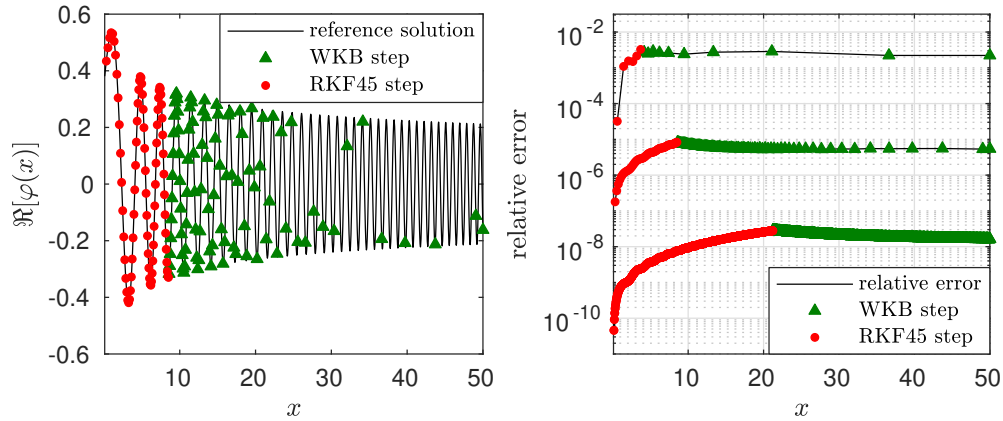 0.6
0.4
0.2
0
-0.2
-0.4
-0.6
ℜ[φ(x)]
10
20
30
40
50
x
reference solution
WKB step
RKF45 step
10^-2
10^-4
10^-6
10^-8
10^-10
relative error
10
20
30
40
50
x
relative error
WKB step
RKF45 step